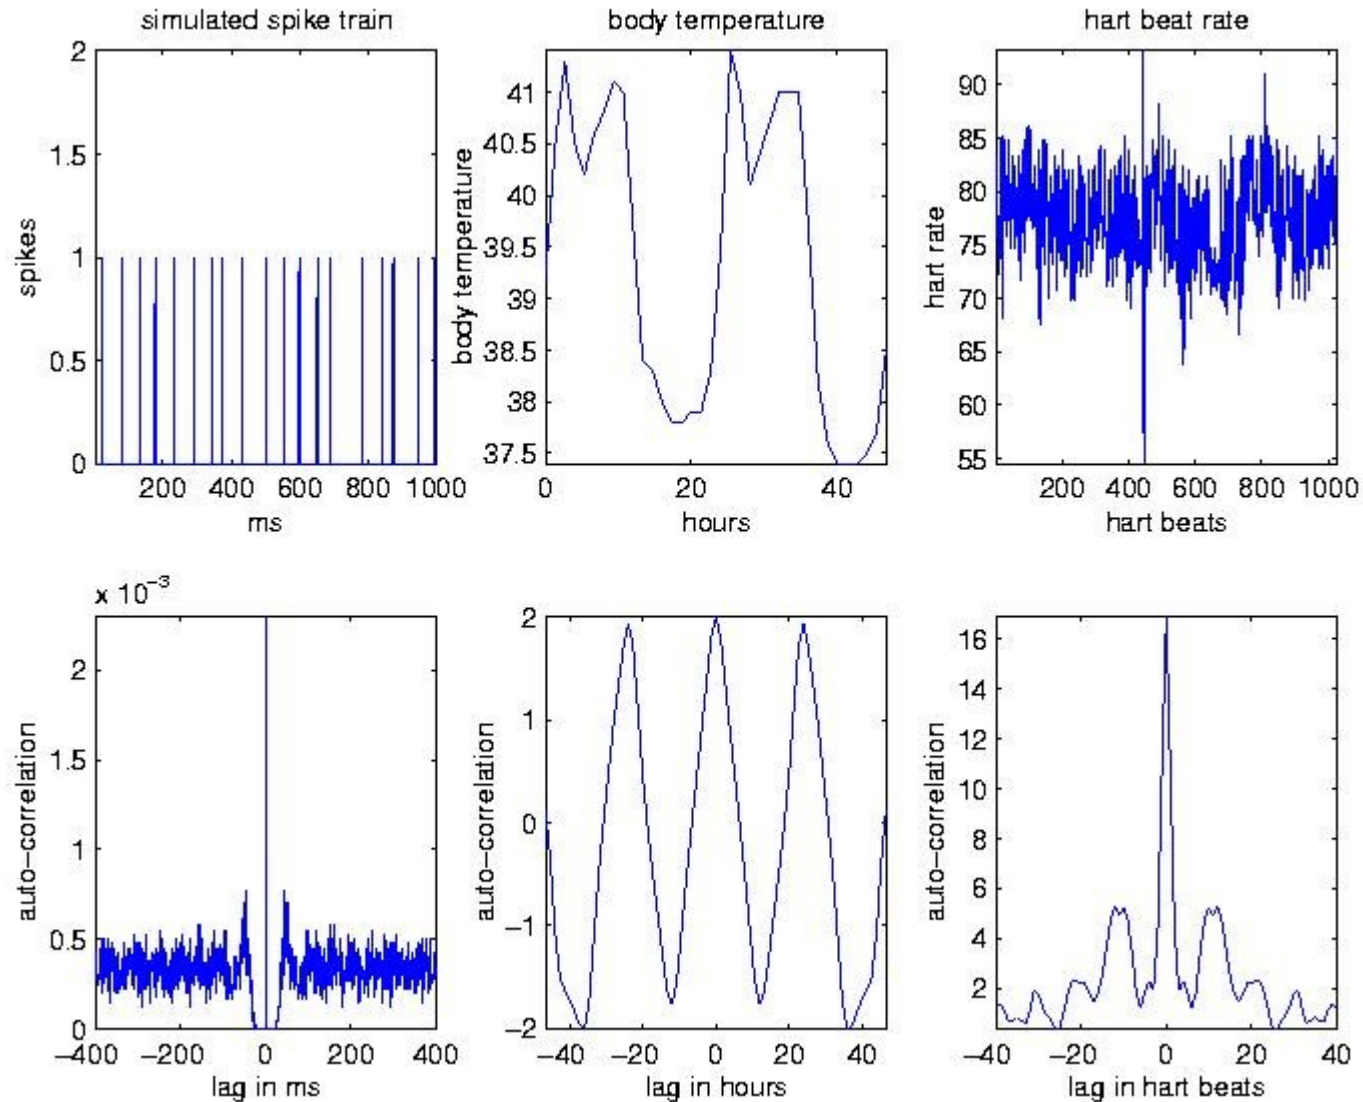 simulated spike train
body temperature
hart beat rate
2
1.5
1
0.5
0
spikes
200 400 600 800 1000
ms
41
40.5
40
39.5
39
38.5
38
37.5
body temperature
0 20 40
hours
90
85
80
75
70
65
60
55
hart rate
200 400 600 800 1000
hart beats
x 10−3
2
1.5
1
0.5
0
auto−correlation
−400 −200 0 200 400
lag in ms
2
1
0
−1
−2
auto−correlation
−40 −20 0 20 40
lag in hours
16
14
12
10
8
6
4
2
auto−correlation
−40 −20 0 20 40
lag in hart beats